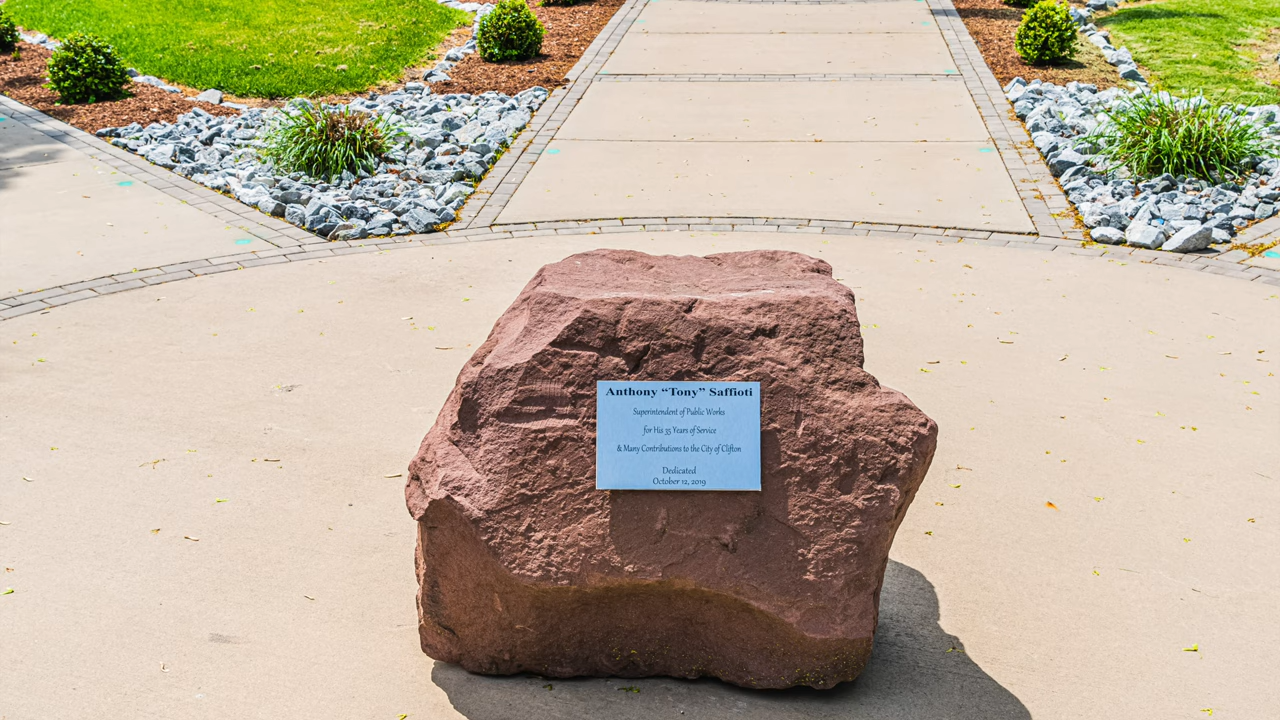 Anthony “Tony” Saffioti
Superintendent of Public Works
for His 35 Years of Service
& Many Contributions to the City of Clifton
Dedicated
October 12, 2019